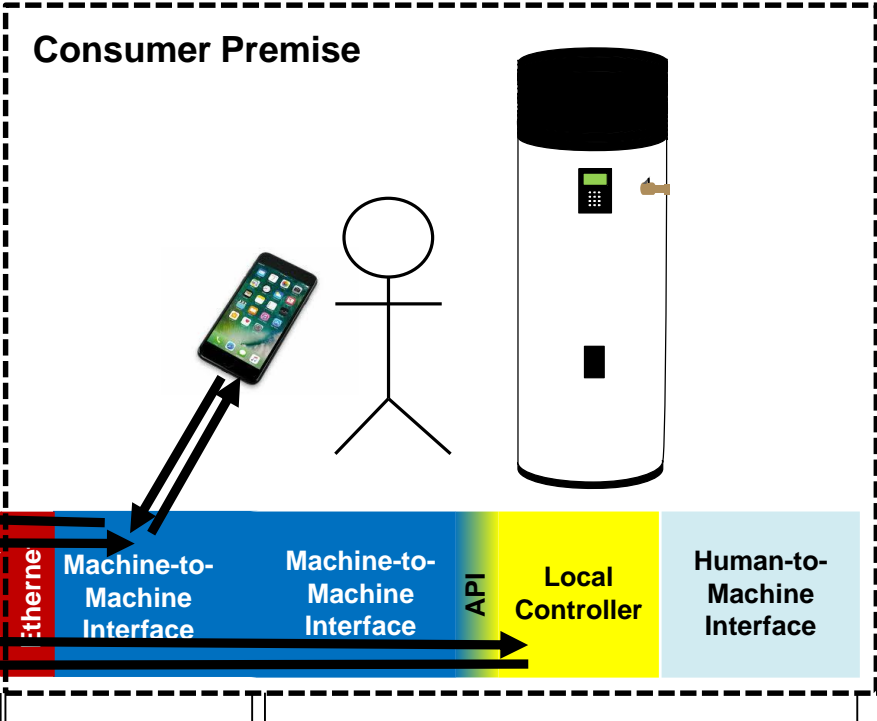 Consumer Premise
Etherne
Machine-to-
Machine
Interface
Machine-to-
Machine
Interface
API
Local
Controller
Human-to-
Machine
Interface